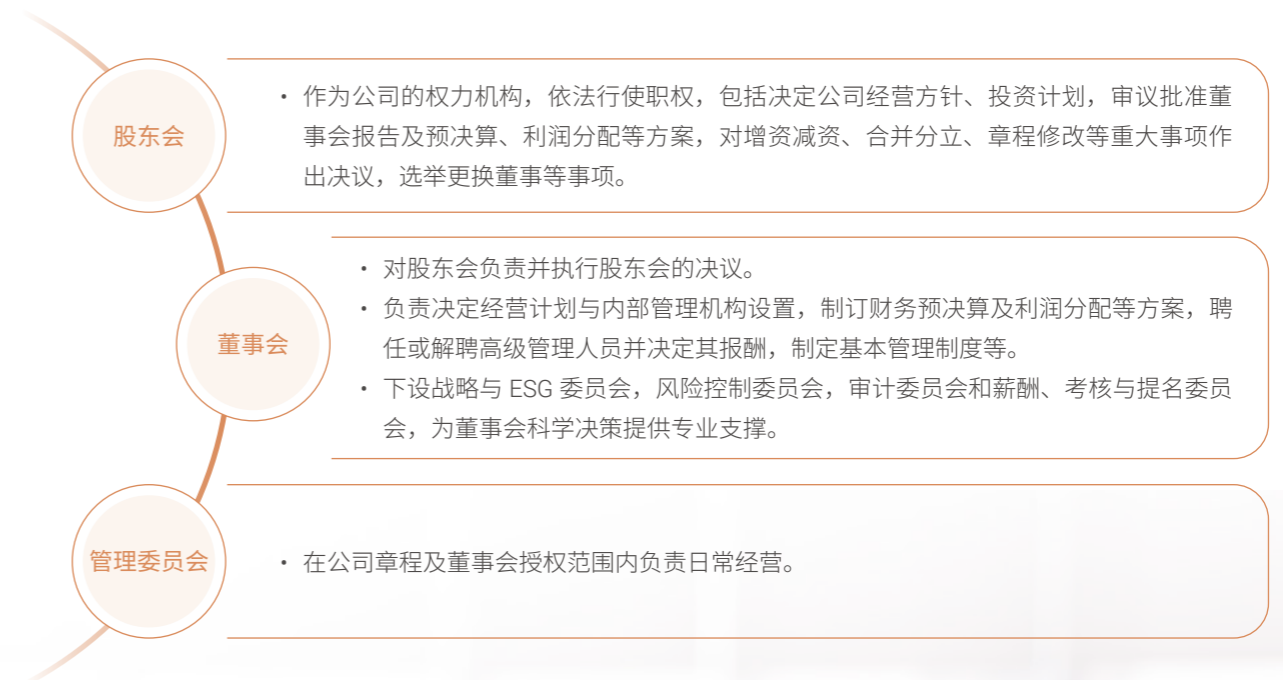 股东会
• 作为公司的权力机构，依法行使职权，包括决定公司经营方针、投资计划，审议批准董
事会报告及预决算、利润分配等方案，对增资减资、合并分立、章程修改等重大事项作
出决议，选举更换董事等事项。
董事会
• 对股东会负责并执行股东会的决议。
• 负责决定经营计划与内部管理机构设置，制订财务预决算及利润分配等方案，聘
任或解聘高级管理人员并决定其报酬，制定基本管理制度等。
• 下设战略与 ESG 委员会，风险控制委员会，审计委员会和薪酬、考核与提名委员
会，为董事会科学决策提供专业支撑。
管理委员会
• 在公司章程及董事会授权范围内负责日常经营。